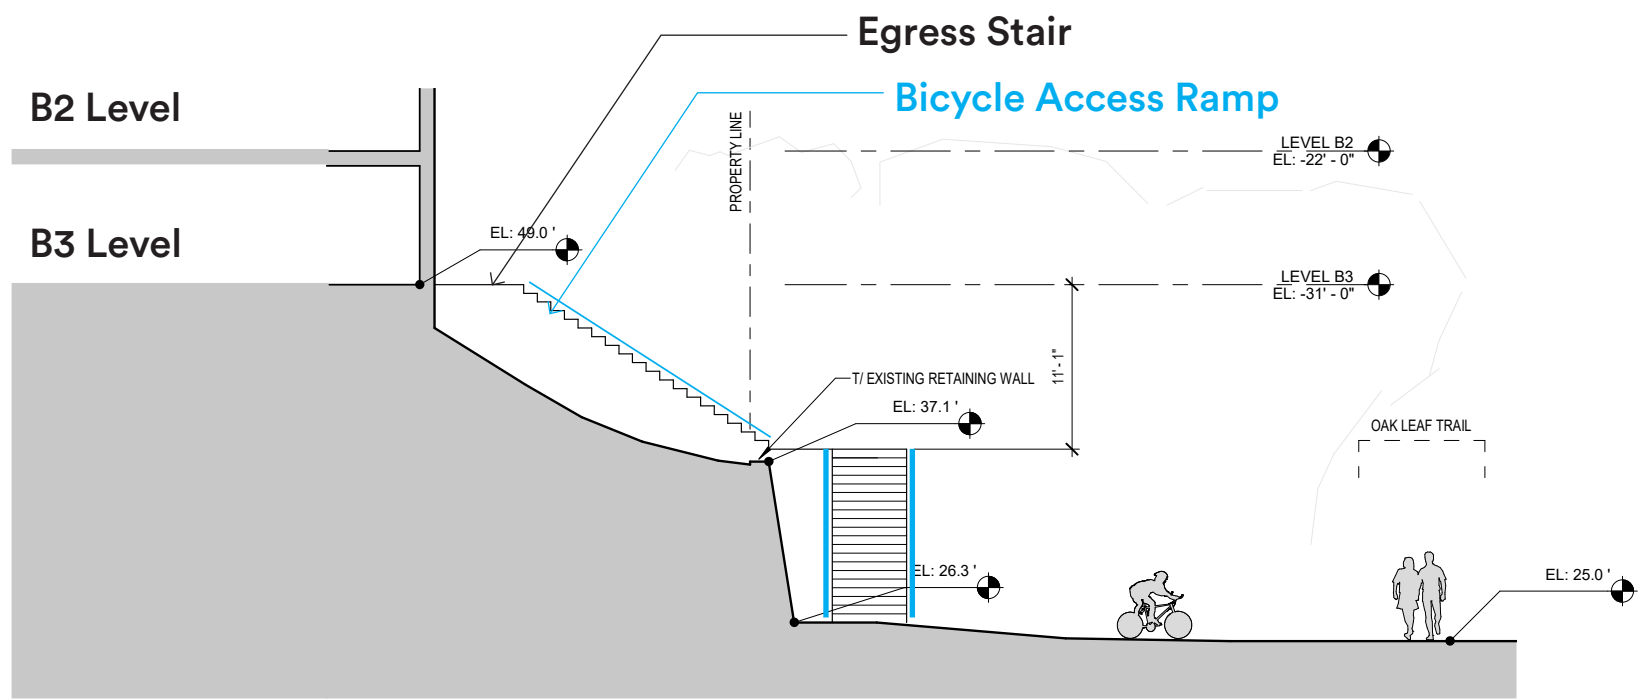 Egress Stair
Bicycle Access Ramp
B2 Level
PROPERTY LINE
LEVEL B2
EL: -22' - 0"
B3 Level
EL: 49.0 '
LEVEL B3
EL: -31' - 0"
11' - 1"
T/ EXISTING RETAINING WALL
EL: 37.1 '
OAK LEAF TRAIL
EL: 26.3 '
EL: 25.0 '